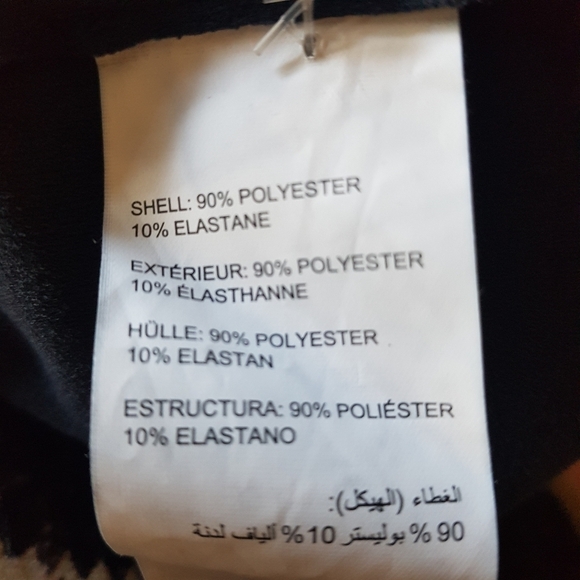 SHELL: 90% POLYESTER
10% ELASTANE
EXTÉRIEUR: 90% POLYESTER
10% ÉLASTHANNE
HÜLLE: 90% POLYESTER
10% ELASTAN
ESTRUCTURA: 90% POLIÉSTER
10% ELASTANO
الغطاء (الهيكل):
90 % بوليستر 10 % ألياف لدنة